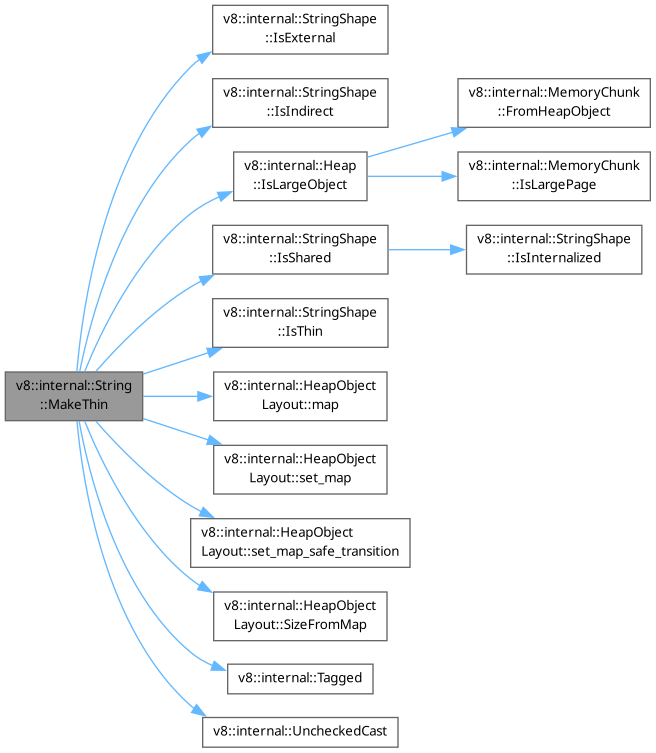 v8::internal::StringShape
::IsExternal
v8::internal::StringShape
::IsIndirect
v8::internal::MemoryChunk
::FromHeapObject
v8::internal::Heap
::IsLargeObject
v8::internal::MemoryChunk
::IsLargePage
v8::internal::StringShape
::IsShared
v8::internal::StringShape
::IsInternalized
v8::internal::StringShape
::IsThin
v8::internal::String
::MakeThin
v8::internal::HeapObject
Layout::map
v8::internal::HeapObject
Layout::set_map
v8::internal::HeapObject
Layout::set_map_safe_transition
v8::internal::HeapObject
Layout::SizeFromMap
v8::internal::Tagged
v8::internal::UncheckedCast